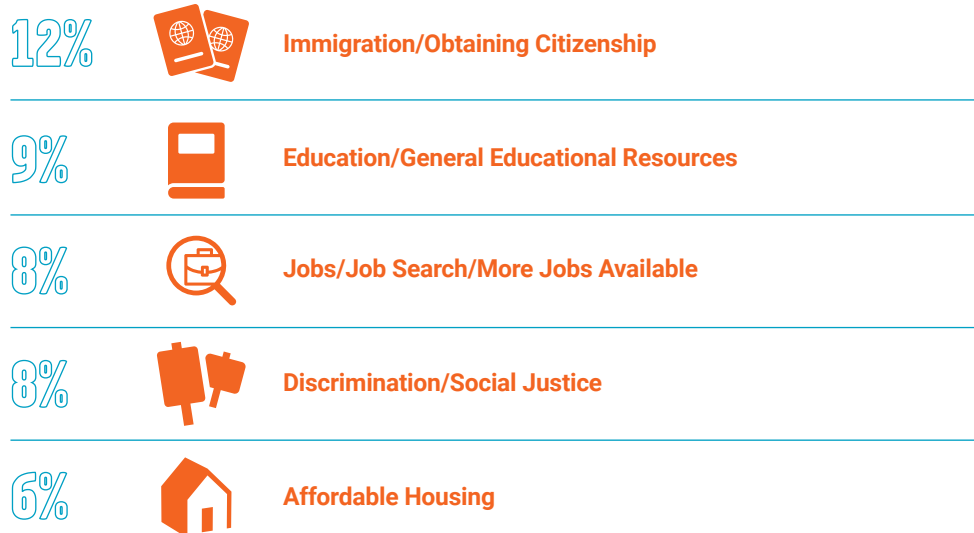 12% Immigration/Obtaining Citizenship
9% Education/General Educational Resources
8% Jobs/Job Search/More Jobs Available
8% Discrimination/Social Justice
6% Affordable Housing